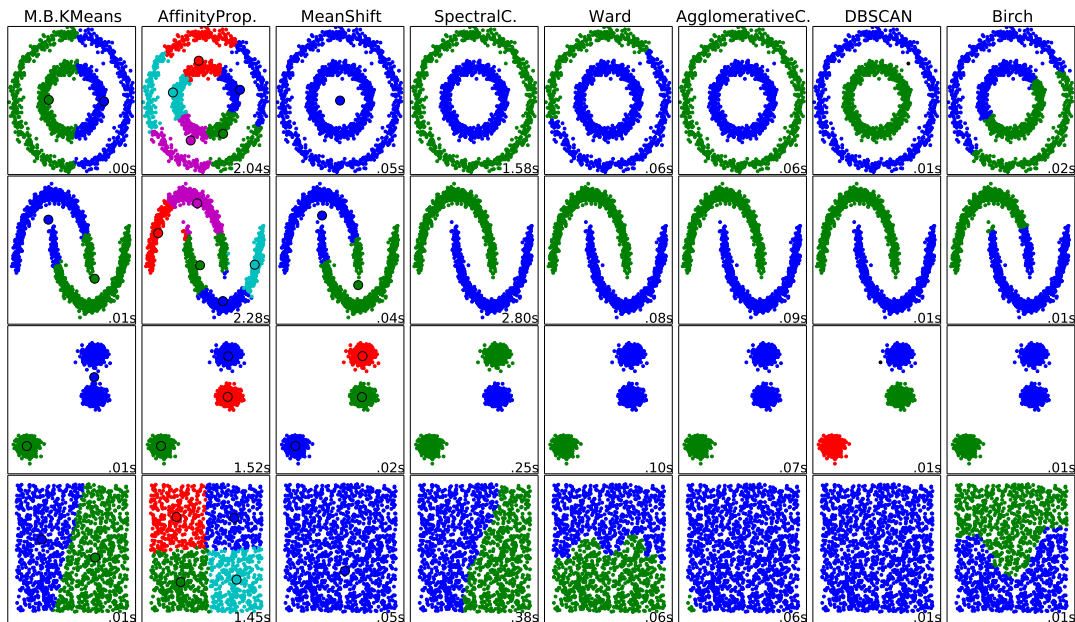 M.B.KMeans AffinityProp. MeanShift SpectralC. Ward AgglomerativeC. DBSCAN Birch
.00s 2.04s .05s 1.58s .06s .06s .01s .02s
.01s 2.28s .04s 2.80s .08s .09s .01s .01s
.01s 1.52s .02s .25s .10s .07s .01s .01s
.01s 1.45s .05s .38s .06s .06s .01s .01s